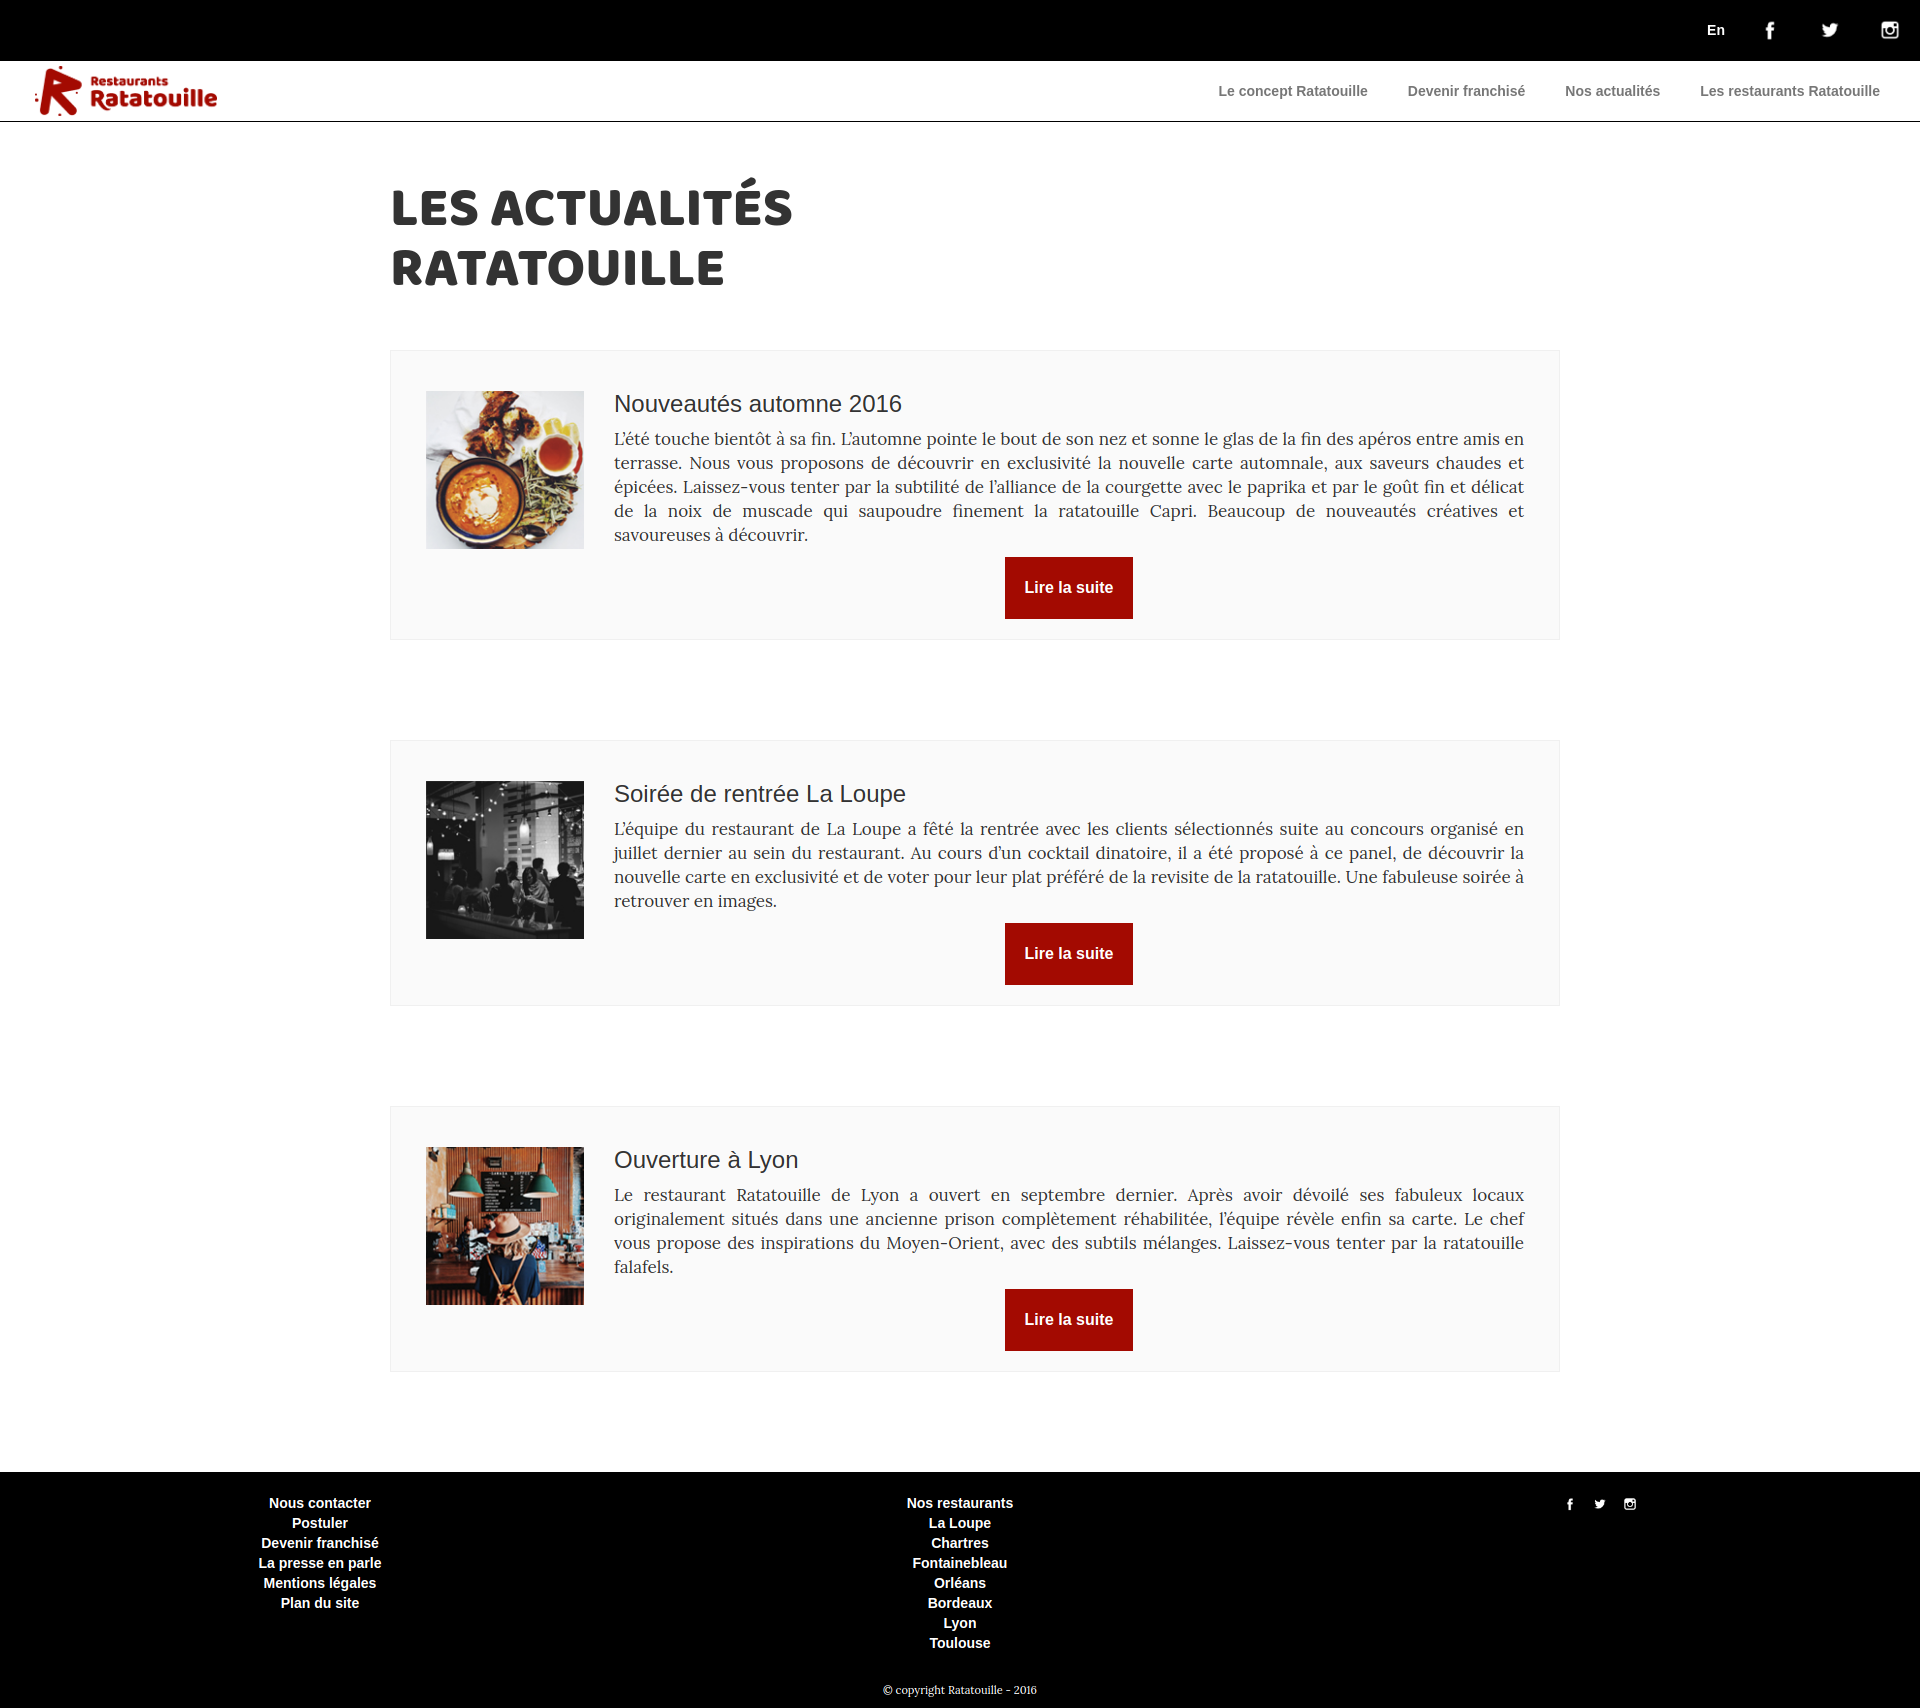 En
Restaurants
Ratatouille
Le concept Ratatouille
Devenir franchisé
Nos actualités
Les restaurants Ratatouille
LES ACTUALITÉS
RATATOUILLE
Nouveautés automne 2016
L’été touche bientôt à sa fin. L’automne pointe le bout de son nez et sonne le glas de la fin des apéros entre amis en
terrasse. Nous vous proposons de découvrir en exclusivité la nouvelle carte automnale, aux saveurs chaudes et
épicées. Laissez-vous tenter par la subtilité de l’alliance de la courgette avec le paprika et par le goût fin et délicat
de la noix de muscade qui saupoudre finement la ratatouille Capri. Beaucoup de nouveautés créatives et
savoureuses à découvrir.
Lire la suite
Soirée de rentrée La Loupe
L’équipe du restaurant de La Loupe a fêté la rentrée avec les clients sélectionnés suite au concours organisé en
juillet dernier au sein du restaurant. Au cours d’un cocktail dinatoire, il a été proposé à ce panel, de découvrir la
nouvelle carte en exclusivité et de voter pour leur plat préféré de la revisite de la ratatouille. Une fabuleuse soirée à
retrouver en images.
Lire la suite
Ouverture à Lyon
Le restaurant Ratatouille de Lyon a ouvert en septembre dernier. Après avoir dévoilé ses fabuleux locaux
originalement situés dans une ancienne prison complètement réhabilitée, l’équipe révèle enfin sa carte. Le chef
vous propose des inspirations du Moyen-Orient, avec des subtils mélanges. Laissez-vous tenter par la ratatouille
falafels.
Lire la suite
Nous contacter
Postuler
Devenir franchisé
La presse en parle
Mentions légales
Plan du site
Nos restaurants
La Loupe
Chartres
Fontainebleau
Orléans
Bordeaux
Lyon
Toulouse
© copyright Ratatouille - 2016